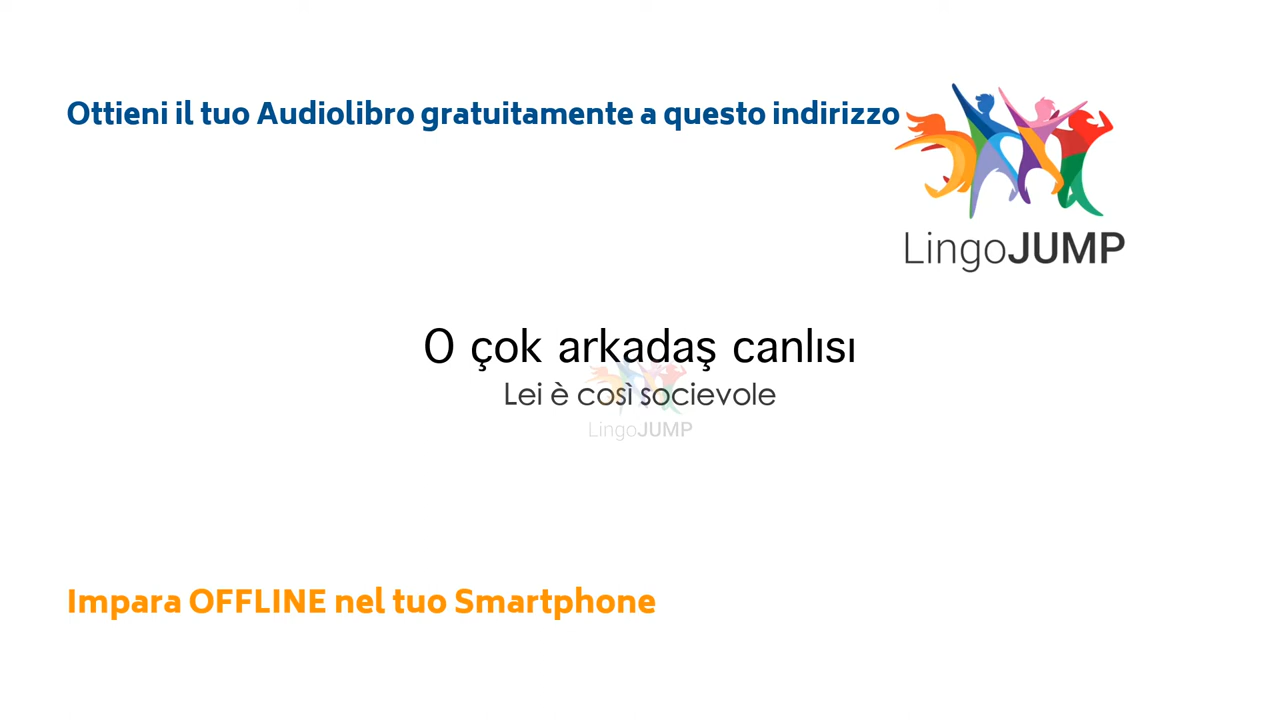 Ottieni il tuo Audiolibro gratuitamente a questo indirizzo
LingoJUMP
O çok arkadaş canlısı
Lei è così socievole
LingoJUMP
Impara OFFLINE nel tuo Smartphone